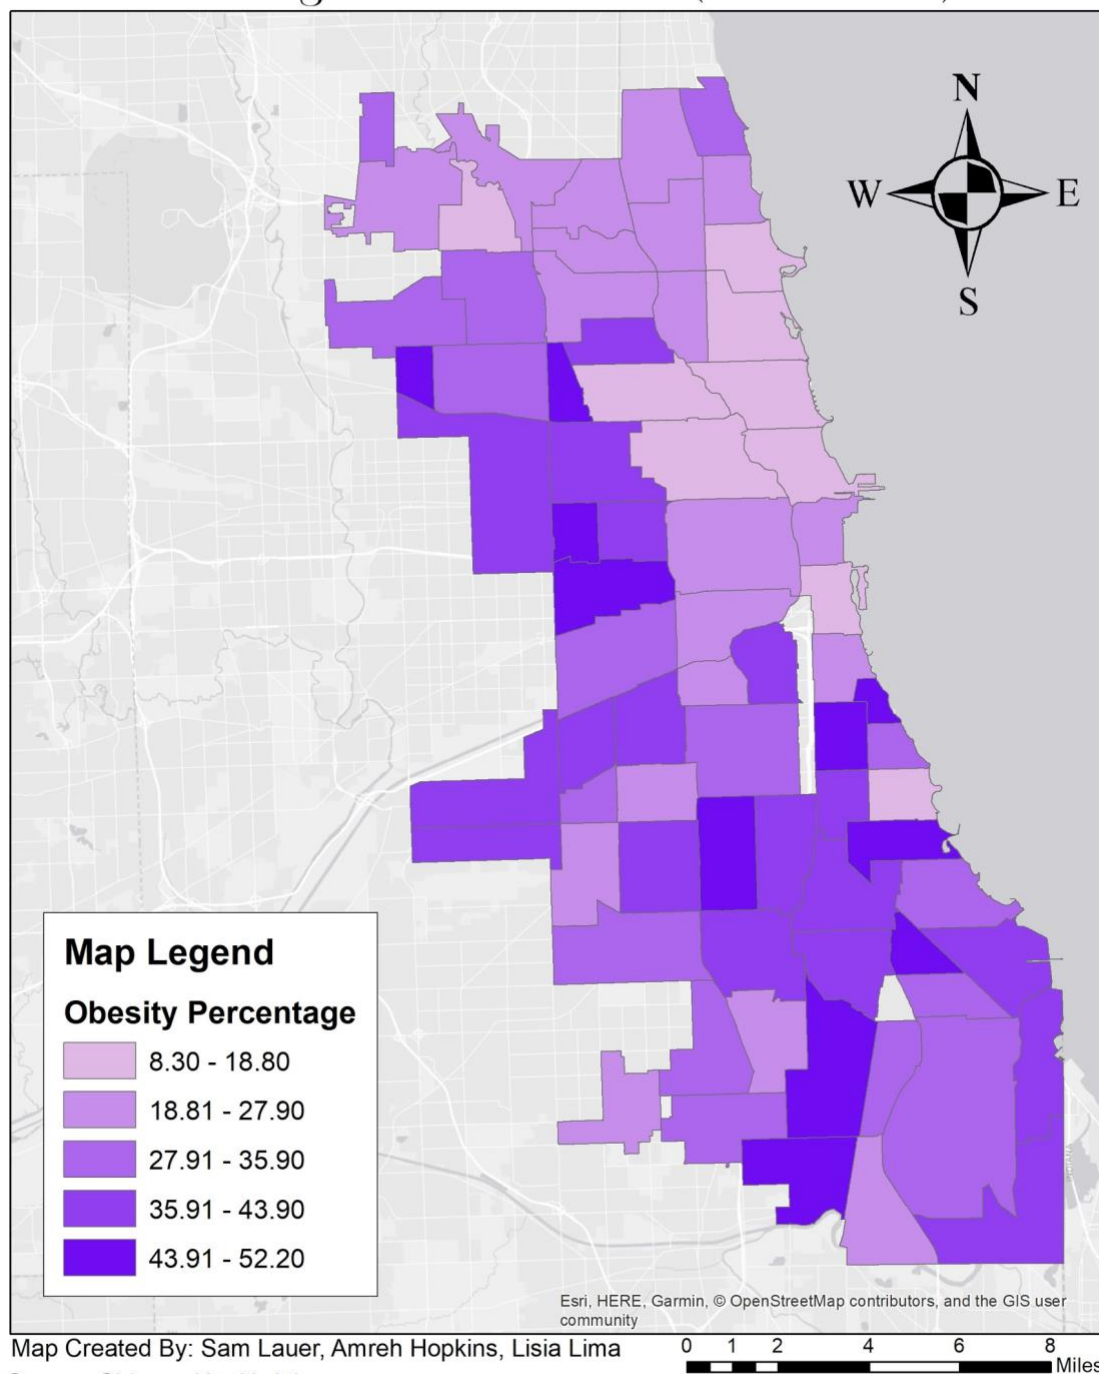 N
W E
S
Map Legend
Obesity Percentage
8.30 - 18.80
18.81 - 27.90
27.91 - 35.90
35.91 - 43.90
43.91 - 52.20
Esri, HERE, Garmin, © OpenStreetMap contributors, and the GIS user
community
Map Created By: Sam Lauer, Amreh Hopkins, Lisia Lima
0 1 2 4 6 8
Miles